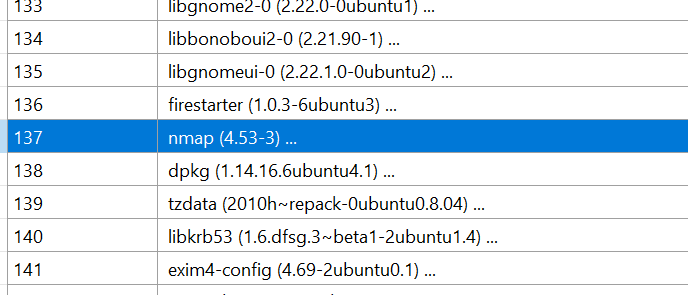 133 libgnome2-0 (2.22.0-0ubuntu1) ...
134 libbonoboui2-0 (2.21.90-1) ...
135 libgnomeui-0 (2.22.1.0-0ubuntu2) ...
136 firestarter (1.0.3-6ubuntu3) ...
137 nmap (4.53-3) ...
138 dpkg (1.14.16.6ubuntu4.1) ...
139 tzdata (2010h~repack-0ubuntu0.8.04) ...
140 libkrb53 (1.6.dfsg.3~beta1-2ubuntu1.4) ...
141 exim4-config (4.69-2ubuntu0.1) ...